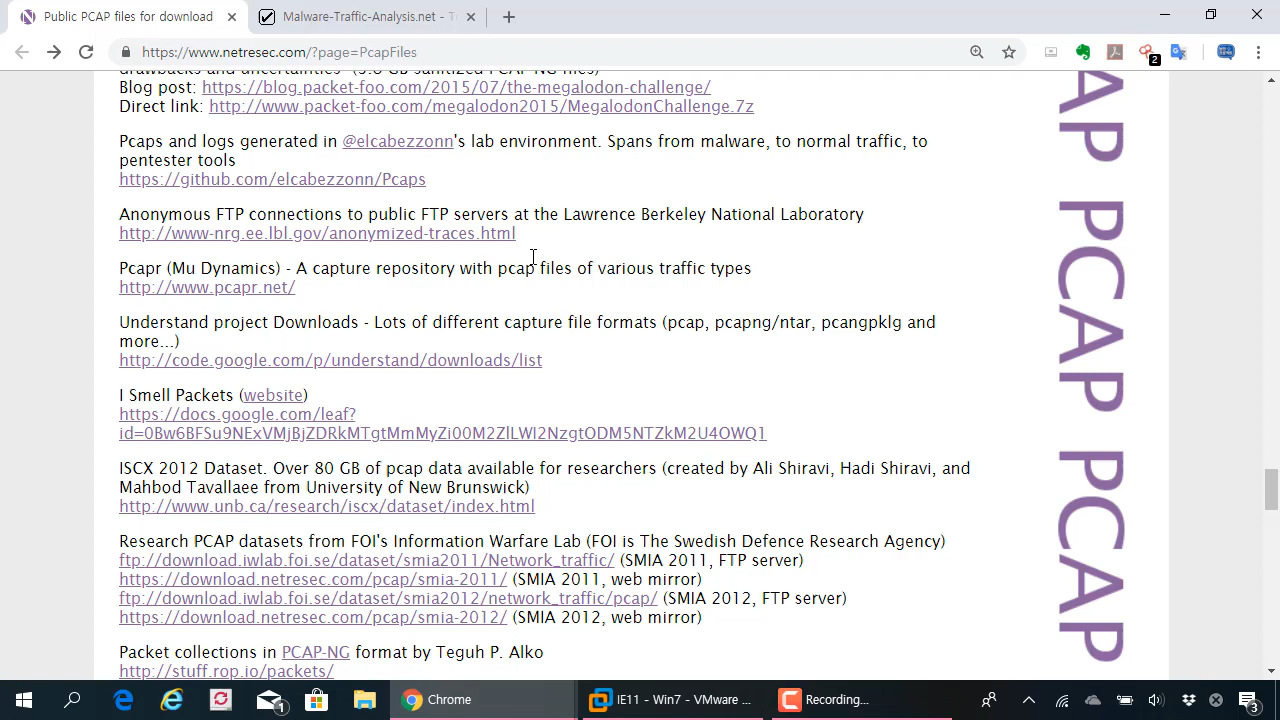 Public PCAP files for download
Malware-Traffic-Analysis.net - T
https://www.netresec.com/?page=PcapFiles
2
drawbacks and uncertainties"
Blog post: https://blog.packet-foo.com/2015/07/the-megalodon-challenge/
Direct link: http://www.packet-foo.com/megalodon2015/MegalodonChallenge.7z
Pcaps and logs generated in @elcabezzonn's lab environment. Spans from malware, to normal traffic, to
pentester tools
https://github.com/elcabezzonn/Pcaps
Anonymous FTP connections to public FTP servers at the Lawrence Berkeley National Laboratory
http://www-nrg.ee.lbl.gov/anonymized-traces.html
Pcapr (Mu Dynamics) - A capture repository with pcap files of various traffic types
http://www.pcapr.net/
Understand project Downloads - Lots of different capture file formats (pcap, pcapng/ntar, pcangpklg and
more...)
http://code.google.com/p/understand/downloads/list
I Smell Packets (website)
https://docs.google.com/leaf?
id=0Bw6BFSu9NExVMjBjZDRkMTgtMmMyZi00M2ZlLWI2NzgtODM5NTZkM2U4OWQ1
ISCX 2012 Dataset. Over 80 GB of pcap data available for researchers (created by Ali Shiravi, Hadi Shiravi, and
Mahbod Tavallaee from University of New Brunswick)
http://www.unb.ca/research/iscx/dataset/index.html
Research PCAP datasets from FOI's Information Warfare Lab (FOI is The Swedish Defence Research Agency)
ftp://download.iwlab.foi.se/dataset/smia2011/Network_traffic/ (SMIA 2011, FTP server)
https://download.netresec.com/pcap/smia-2011/ (SMIA 2011, web mirror)
ftp://download.iwlab.foi.se/dataset/smia2012/network_traffic/pcap/ (SMIA 2012, FTP server)
https://download.netresec.com/pcap/smia-2012/ (SMIA 2012, web mirror)
Packet collections in PCAP-NG format by Teguh P. Alko
http://stuff.rop.io/packets/
AP PCAP PCAP
Chrome
IE11 - Win7 - VMware ...
Recording...
1
3